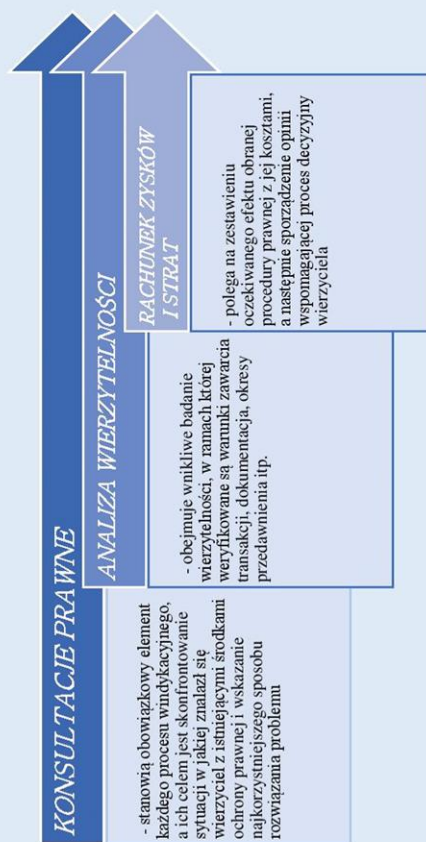 KONSULTACJE PRAWNE
- stanowią obowiązkowy element
każdego procesu windykacyjnego,
a ich celem jest skonfrontowanie
sytuacji w jakiej znalazł się
wierzyciel z istniejącymi środkami
ochrony prawnej i wskazanie
najkorzystniejszego sposobu
rozwiązania problemu
ANALIZA WIERZYTELNOŚCI
- obejmuje wnikliwe badanie
wierzytelności, w ramach której
weryfikowane są warunki zawarcia
transakcji, dokumentacja, okresy
przedawnienia itp.
RACHUNEK ZYSKÓW
I STRAT
- polega na zestawieniu
oczekiwanego efektu obranej
procedury prawnej z jej kosztami,
a następnie sporządzenie opinii
wspomagającej proces decyzyjny
wierzyciela